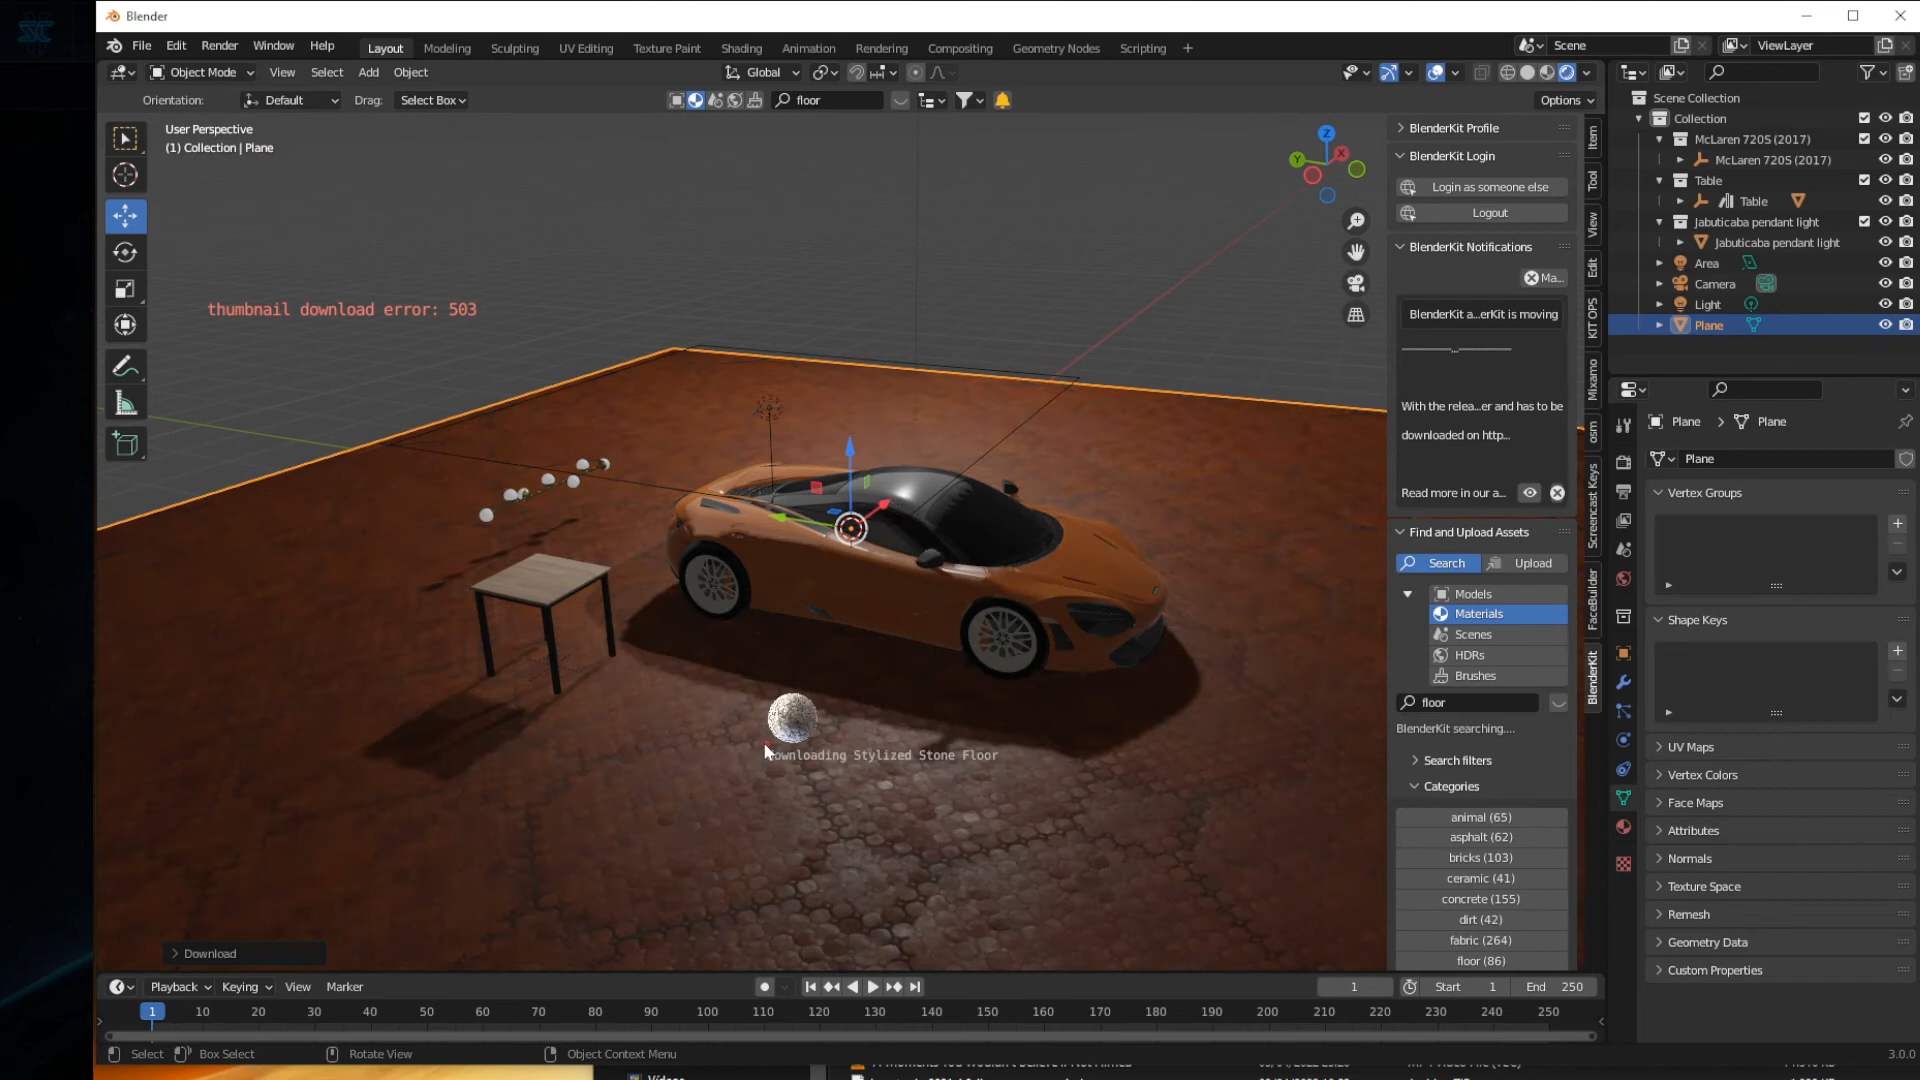 Blender
File Edit Render Window Help Layout Modeling Sculpting UV Editing Texture Paint Shading Animation Rendering Compositing Geometry Nodes Scripting + Scene ViewLayer
Object Mode View Select Add Object Global
Orientation: Default Drag: Select Box floor Options
User Perspective
(1) Collection | Plane
thumbnail download error: 503
Downloading Stylized Stone Floor
Download
Z
Y
X
BlenderKit Profile
BlenderKit Login
Login as someone else
Logout
BlenderKit Notifications
Ma...
BlenderKit a...erKit is moving
With the relea...er and has to be
downloaded on http...
Read more in our a...
Find and Upload Assets
Search Upload
Models
Materials
Scenes
HDRs
Brushes
floor
BlenderKit searching....
Search filters
Categories
animal (65)
asphalt (62)
bricks (103)
ceramic (41)
concrete (155)
dirt (42)
fabric (264)
floor (86)
Item
Tool
View
Edit
KIT OPS
Mixamo
osm
Screencast Keys
FaceBuilder
BlenderKit
Scene Collection
Collection
McLaren 720S (2017)
McLaren 720S (2017)
Table
Table
Jabuticaba pendant light
Jabuticaba pendant light
Area
Camera
Light
Plane
Plane > Plane
Plane
Vertex Groups
Shape Keys
UV Maps
Vertex Colors
Face Maps
Attributes
Normals
Texture Space
Remesh
Geometry Data
Custom Properties
Playback Keying View Marker 1 Start 1 End 250
1 10 20 30 40 50 60 70 80 90 100 110 120 130 140 150 160 170 180 190 200 210 220 230 240 250
Select Box Select Rotate View Object Context Menu 3.0.0